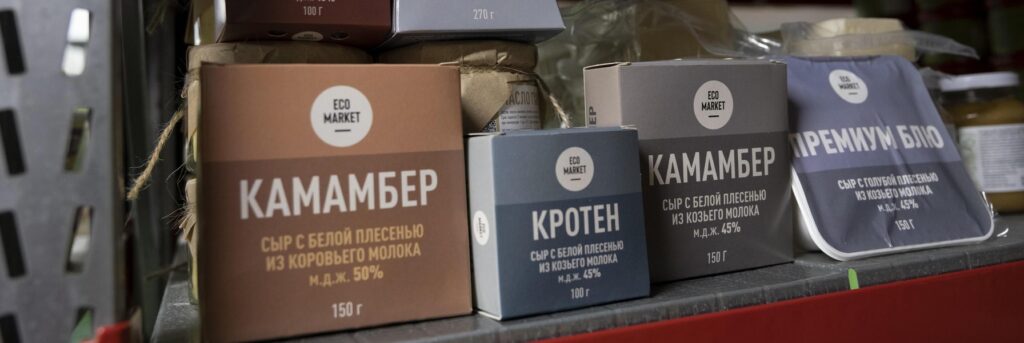 100 г
270 г
ECO
MARKET
КАМАМБЕР
СЫР С БЕЛОЙ ПЛЕСЕНЬЮ
ИЗ КОРОВЬЕГО МОЛОКА
м.д.ж. 50%
150 г
ECO
MARKET
КРОТЕН
СЫР С БЕЛОЙ ПЛЕСЕНЬЮ
ИЗ КОЗЬЕГО МОЛОКА
м.д.ж. 45%
100 г
МАСЛО
ECO
MARKET
КАМАМБЕР
СЫР С БЕЛОЙ ПЛЕСЕНЬЮ
ИЗ КОЗЬЕГО МОЛОКА
м.д.ж. 45%
150 г
ECO
MARKET
ПРЕМИУМ БЛЮ
СЫР С ГОЛУБОЙ ПЛЕСЕНЬЮ
ИЗ КОЗЬЕГО МОЛОКА
м.д.ж. 45%
150 г